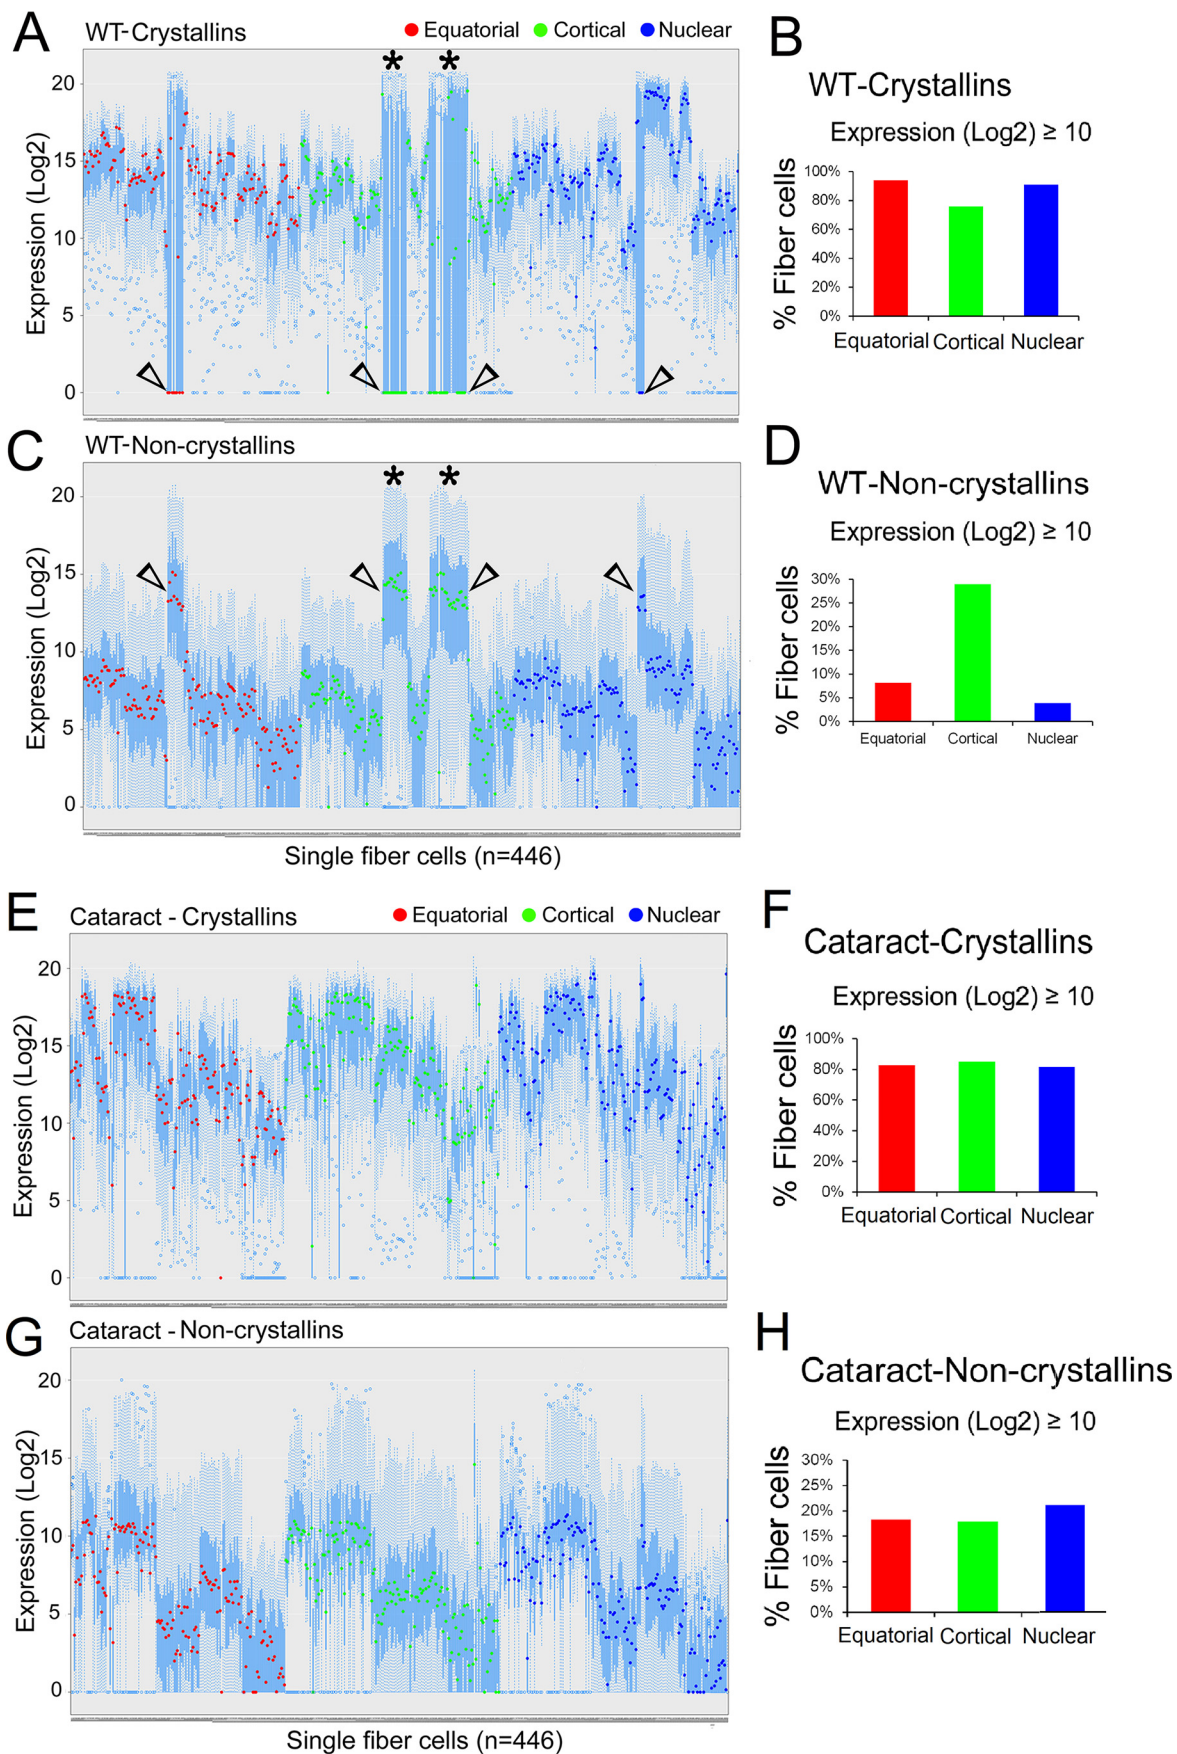 A
WT-Crystallins
Equatorial Cortical Nuclear
* *
Expression (Log2)
20
15
10
5
0
B
WT-Crystallins
Expression (Log2) ≥ 10
% Fiber cells
100%
80%
60%
40%
20%
0%
Equatorial Cortical Nuclear
C
WT-Non-crystallins
* *
Expression (Log2)
20
15
10
5
0
Single fiber cells (n=446)
D
WT-Non-crystallins
Expression (Log2) ≥ 10
% Fiber cells
30%
25%
20%
15%
10%
5%
0%
Equatorial Cortical Nuclear
E
Cataract - Crystallins
Equatorial Cortical Nuclear
Expression (Log2)
20
15
10
5
0
F
Cataract-Crystallins
Expression (Log2) ≥ 10
% Fiber cells
100%
80%
60%
40%
20%
0%
Equatorial Cortical Nuclear
G
Cataract - Non-crystallins
Expression (Log2)
20
15
10
5
0
Single fiber cells (n=446)
H
Cataract-Non-crystallins
Expression (Log2) ≥ 10
% Fiber cells
30%
25%
20%
15%
10%
5%
0%
Equatorial Cortical Nuclear